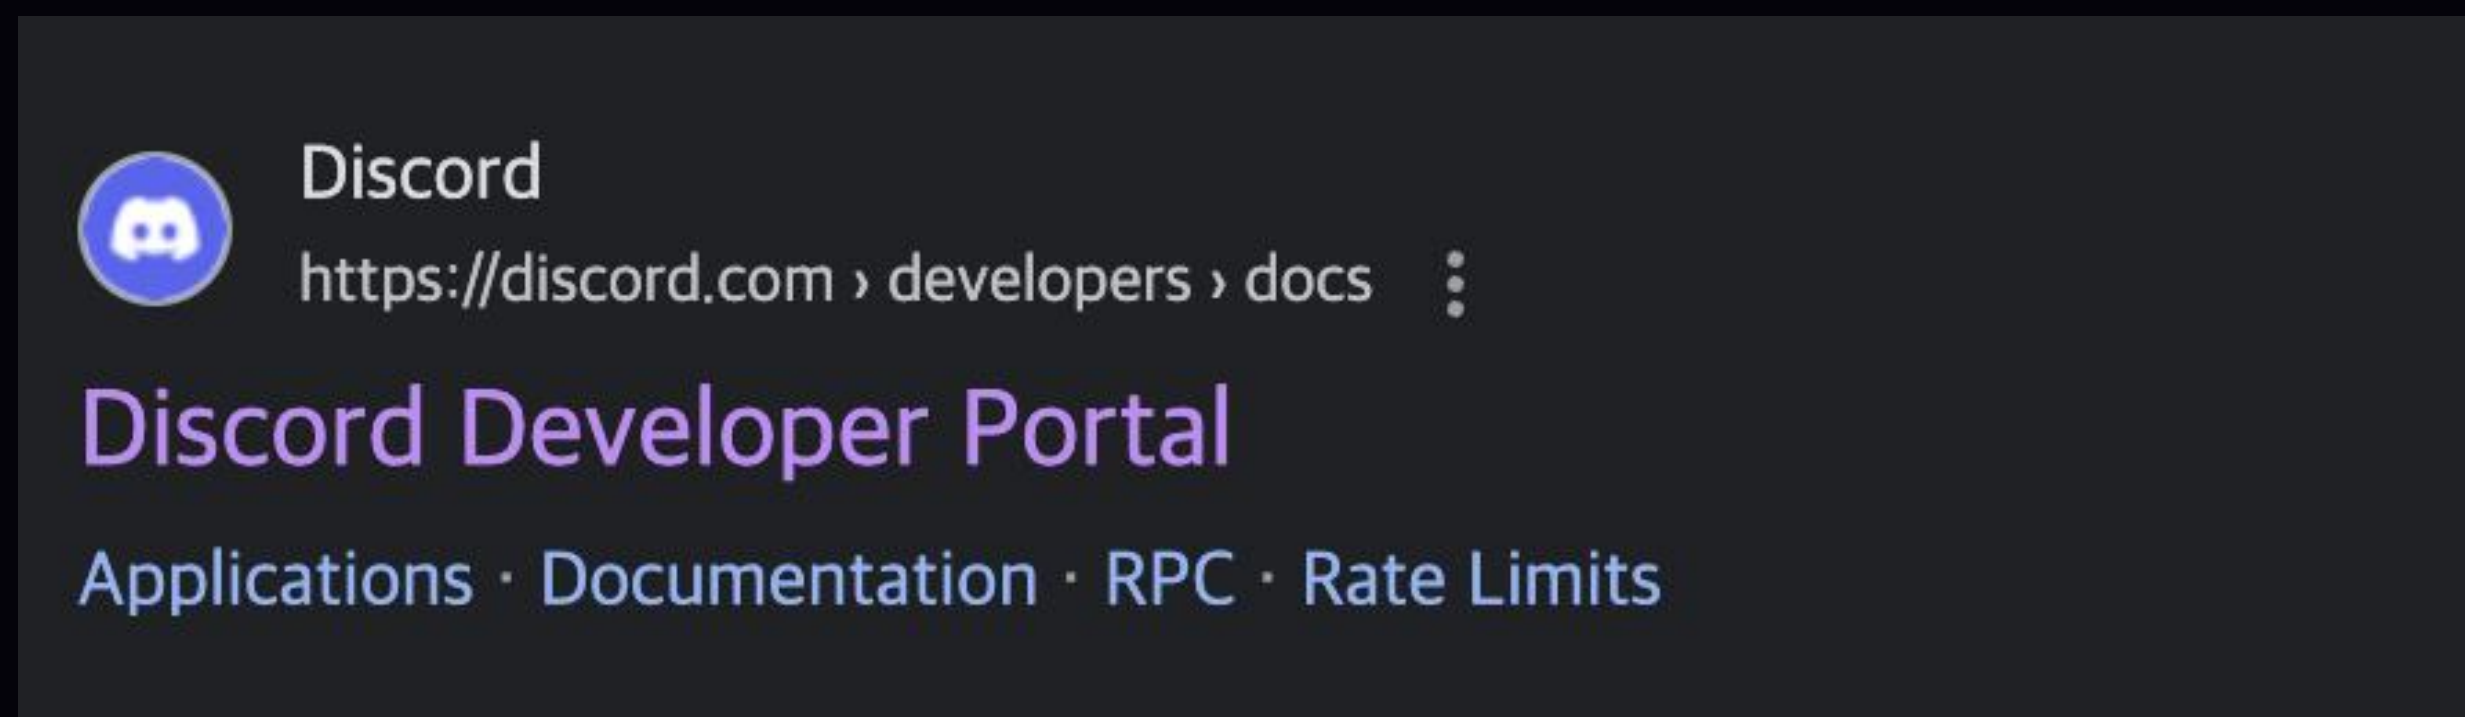 Discord
https://discord.com › developers › docs
Discord Developer Portal
Applications · Documentation · RPC · Rate Limits